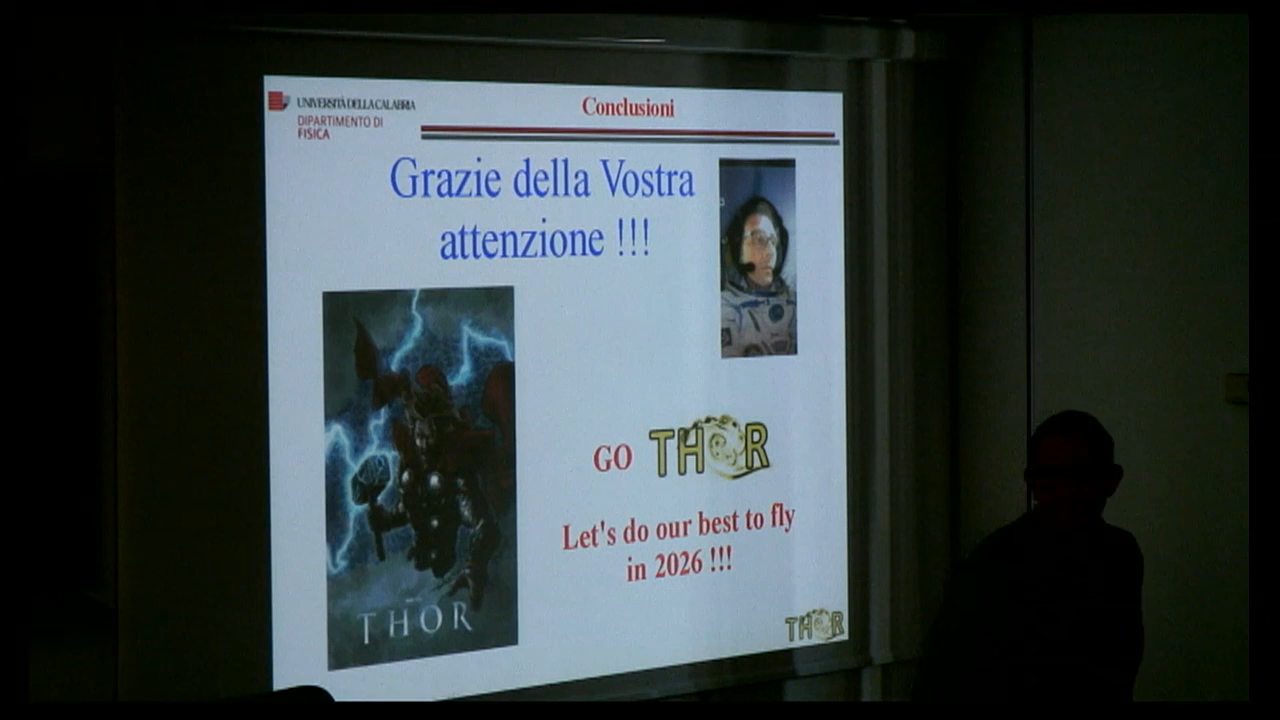 UNIVERSITÀ DELLA CALABRIA
DIPARTIMENTO DI
FISICA
Conclusioni
Grazie della Vostra
attenzione !!!
THOR
GO THOR
Let's do our best to fly
in 2026 !!!
THOR